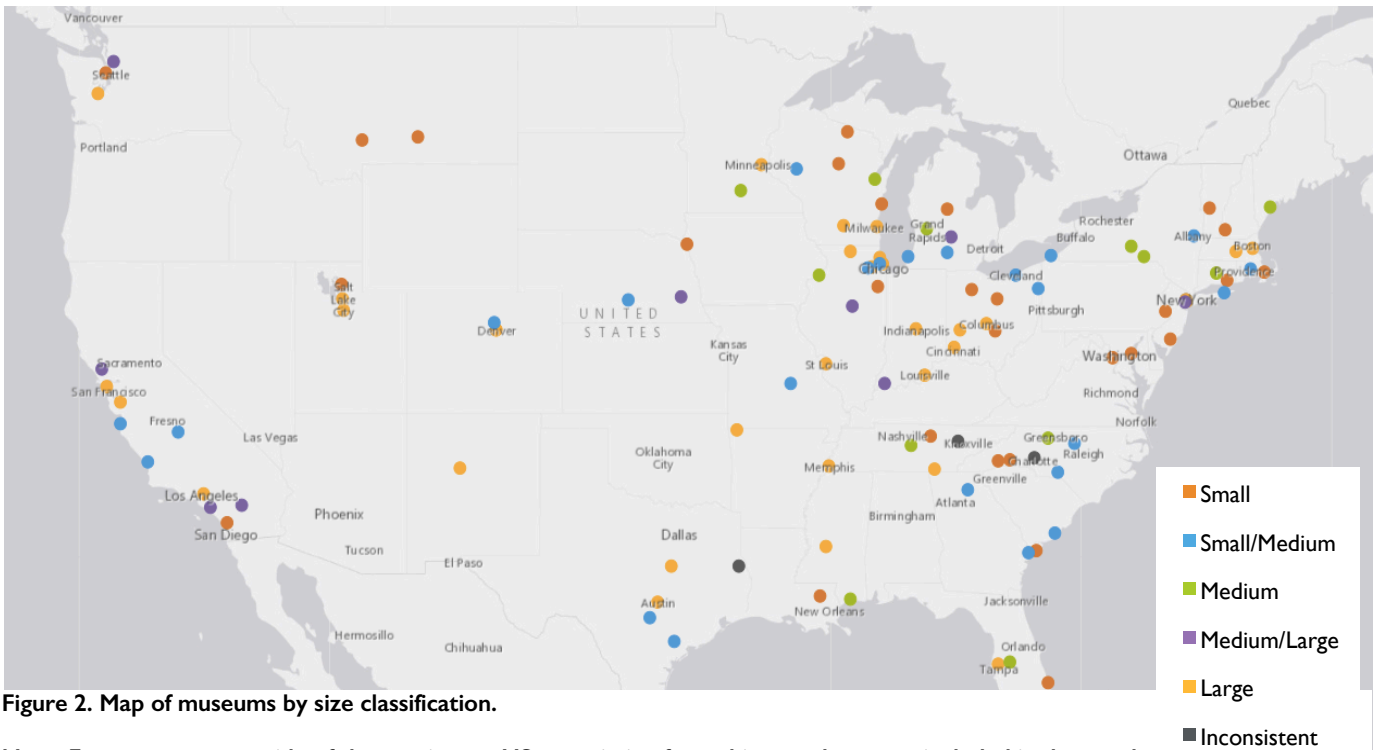 Vancouver
Seattle
Quebec
Portland
Ottawa
Minneapolis
Rochester
Grand
Rapids
Milwaukee
Albany
Buffalo
Boston
Detroit
Chicago
Cleveland
Providence
Salt
Lake
City
New York
UNITED
STATES
Pittsburgh
Denver
Indianapolis
Columbus
Kansas
City
Cincinnati
Washington
Sacramento
St Louis
Louisville
San Francisco
Richmond
Fresno
Norfolk
Las Vegas
Nashville
Knoxville
Greensboro
Oklahoma
City
Raleigh
Memphis
Charlotte
Greenville
Los Angeles
Atlanta
Phoenix
Birmingham
San Diego
Dallas
Tucson
El Paso
Austin
Jacksonville
New Orleans
Hermosillo
Chihuahua
Orlando
Tampa
Small
Small/Medium
Medium
Medium/Large
Large
Inconsistent
Figure 2. Map of museums by size classification.